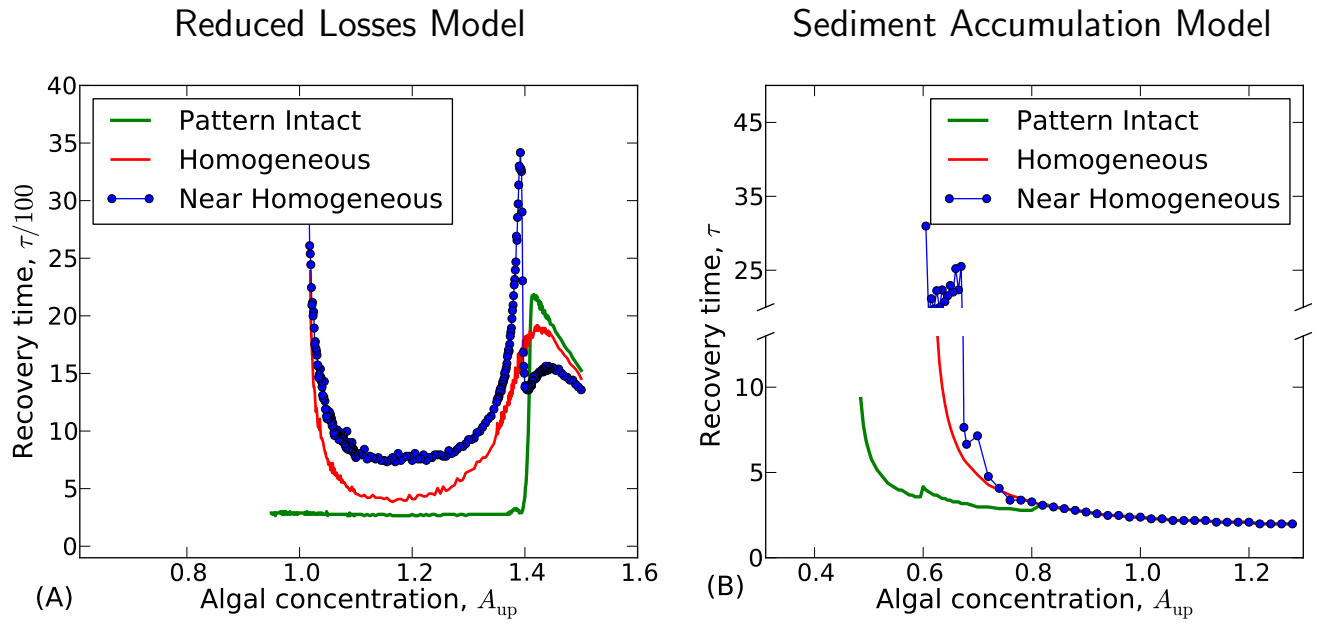 Reduced Losses Model
Sediment Accumulation Model
40
35
30
25
20
15
10
5
0
Recovery time, τ/100
Pattern Intact
Homogeneous
Near Homogeneous
0.8 1.0 1.2 1.4 1.6
(A)
Algal concentration, A_up
45
35
25
10
5
0
Recovery time, τ
Pattern Intact
Homogeneous
Near Homogeneous
0.4 0.6 0.8 1.0 1.2
(B)
Algal concentration, A_up